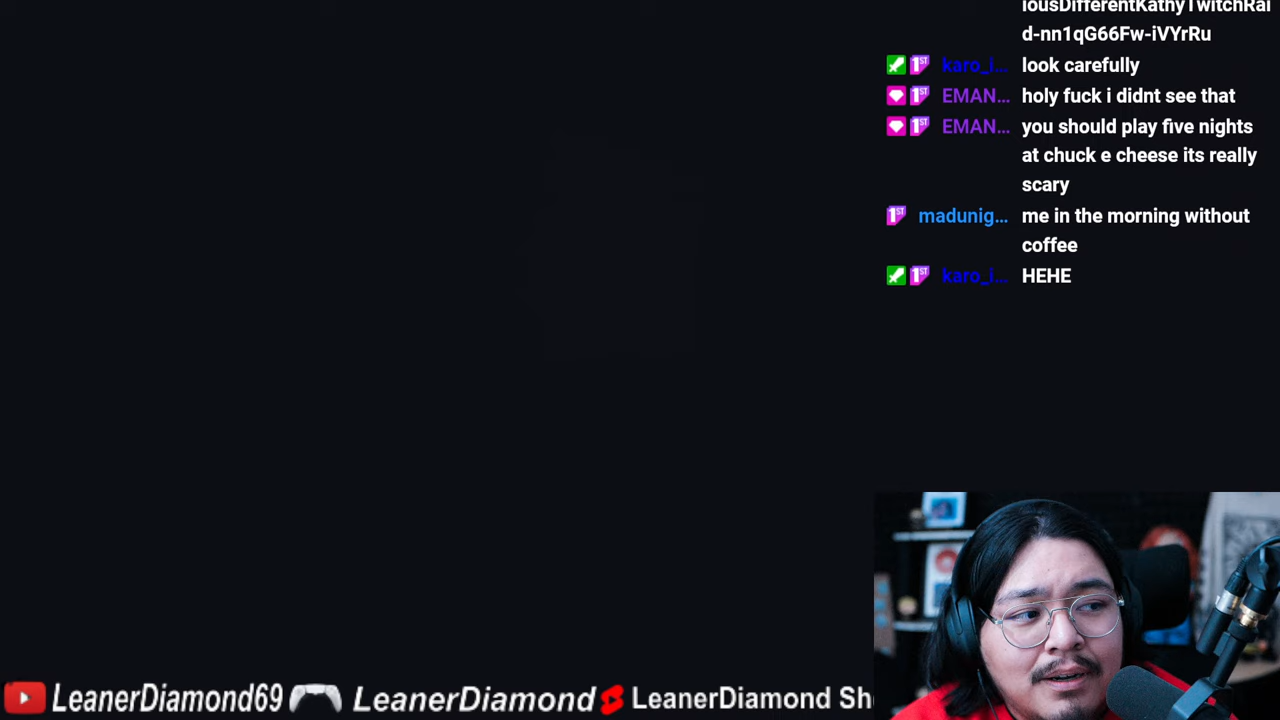 iousDifferentKathyTwitchRai
d-nn1qG66Fw-iVYrRu
karo_i... look carefully
EMAN... holy fuck i didnt see that
EMAN... you should play five nights
at chuck e cheese its really
scary
madunig... me in the morning without
coffee
karo_i... HEHE
LeanerDiamond69 LeanerDiamond LeanerDiamond Sh